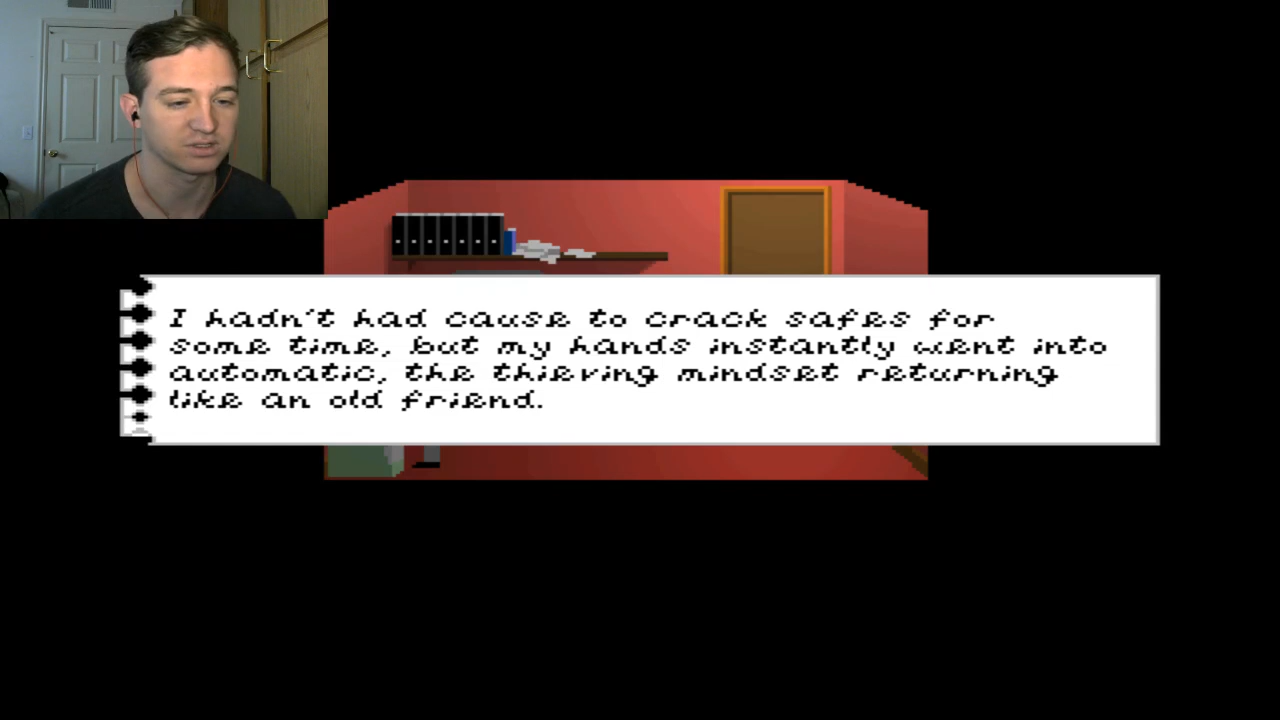 I hadn't had cause to crack safes for
some time, but my hands instantly went into
automatic, the thieving mindset returning
like an old friend.